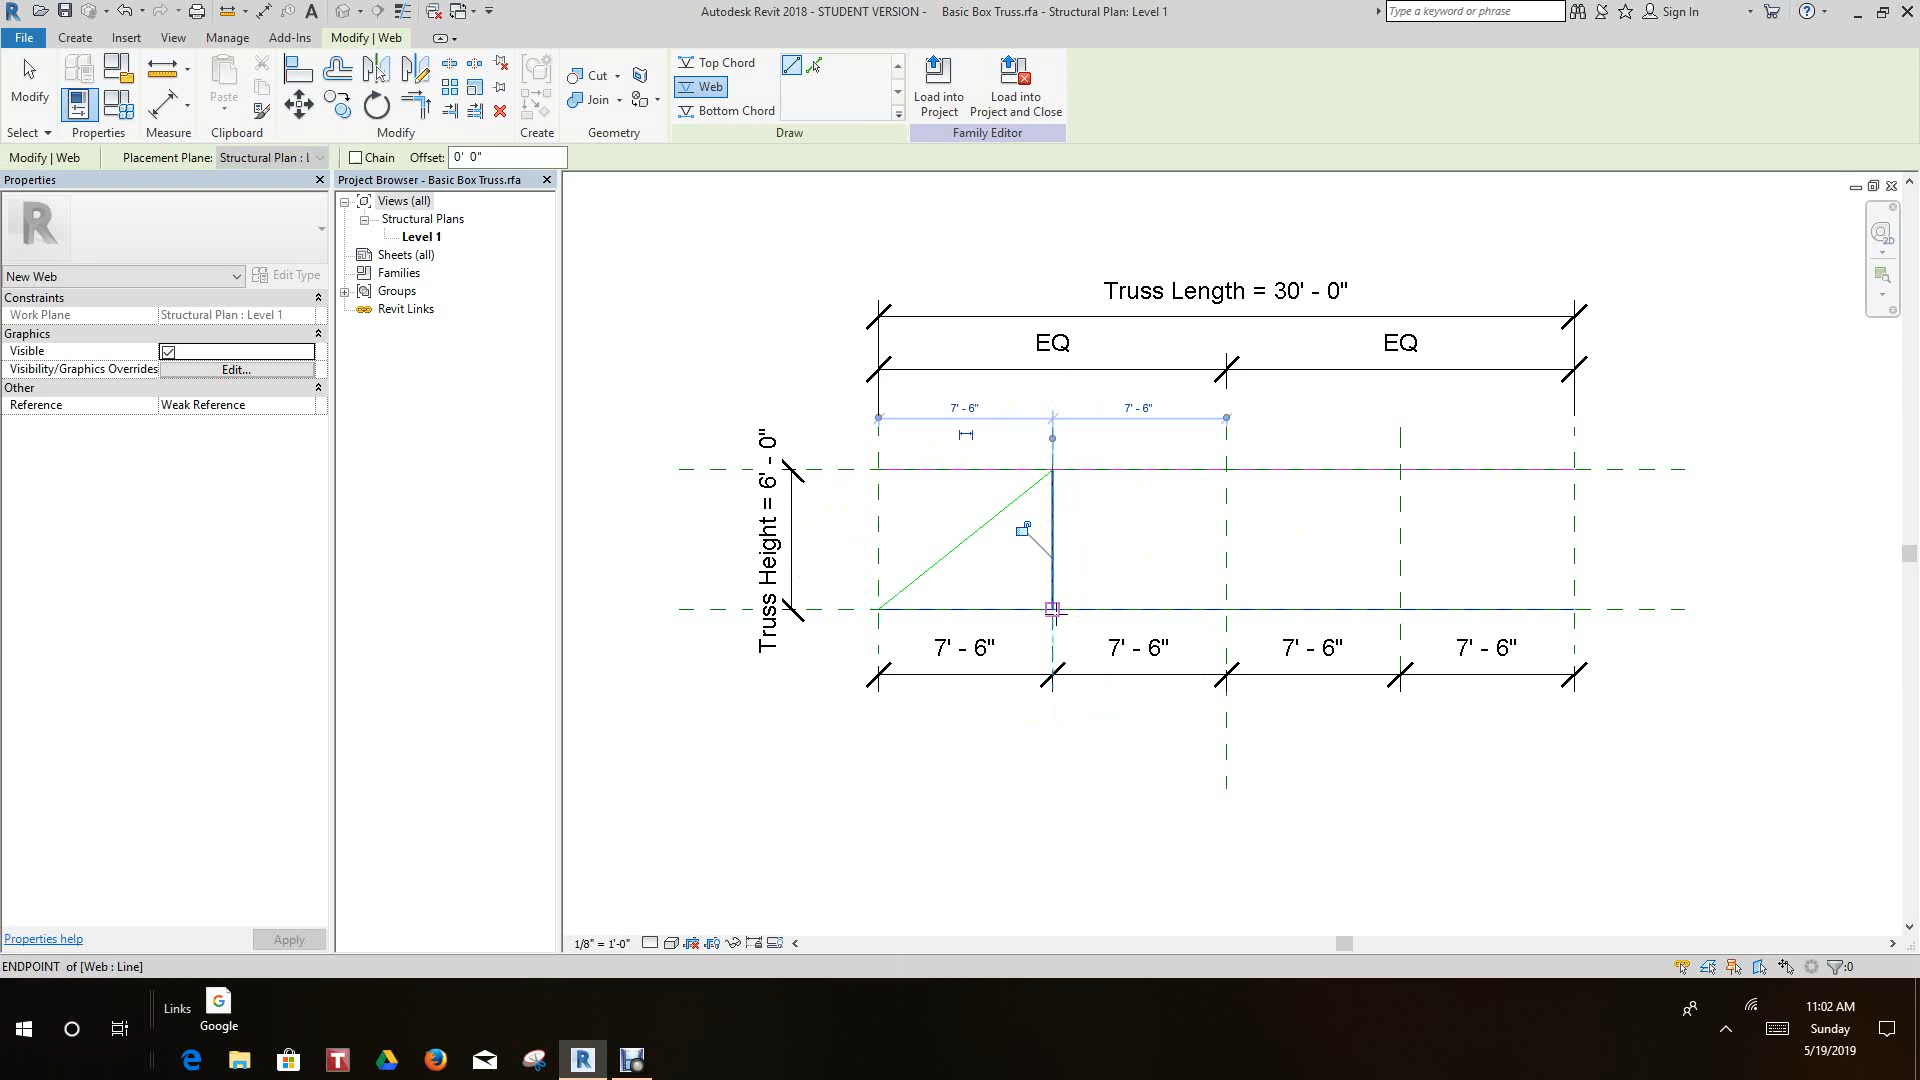 Autodesk Revit 2018 - STUDENT VERSION -    Basic Box Truss.rfa - Structural Plan: Level 1
Type a keyword or phrase
Sign In
File Create Insert View Manage Add-Ins Modify | Web
Modify
Paste
Cut
Join
Top Chord
Web
Bottom Chord
Load into Project
Load into Project and Close
Select Properties Measure Clipboard Modify Create Geometry Draw Family Editor
Modify | Web
Placement Plane: Structural Plan : L
Chain Offset: 0' 0"
Properties
New Web
Edit Type
Constraints
Work Plane Structural Plan : Level 1
Graphics
Visible
Visibility/Graphics Overrides Edit...
Other
Reference Weak Reference
Properties help
Apply
Project Browser - Basic Box Truss.rfa
Views (all)
Structural Plans
Level 1
Sheets (all)
Families
Groups
Revit Links
2D
Truss Length = 30' - 0"
EQ EQ
7' - 6" 7' - 6"
Truss Height = 6' - 0"
7' - 6" 7' - 6" 7' - 6" 7' - 6"
1/8" = 1'-0"
ENDPOINT of [Web : Line]
:0
Links
Google
11:02 AM
Sunday
5/19/2019